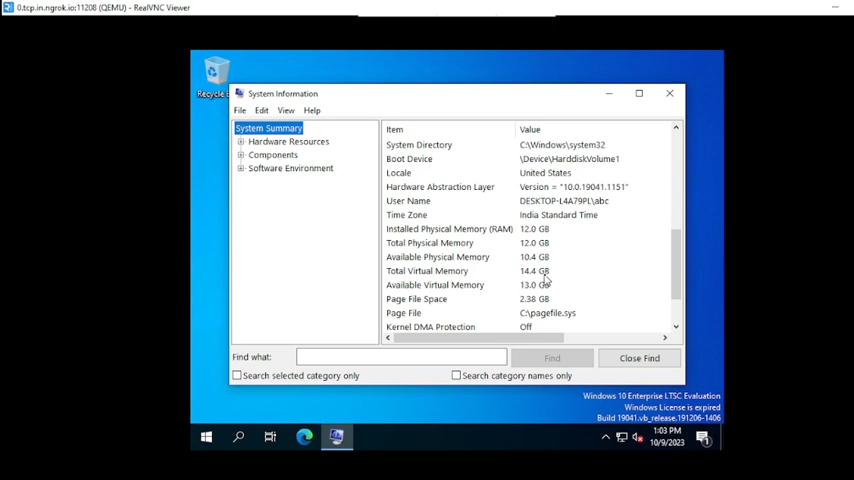 0.tcp.in.ngrok.io:11208 (QEMU) - RealVNC Viewer
Recycle
System Information
File Edit View Help
System Summary
Hardware Resources
Components
Software Environment
Item Value
System Directory C:\Windows\system32
Boot Device \Device\HarddiskVolume1
Locale United States
Hardware Abstraction Layer Version = "10.0.19041.1151"
User Name DESKTOP-L4A79PL\abc
Time Zone India Standard Time
Installed Physical Memory (RAM) 12.0 GB
Total Physical Memory 12.0 GB
Available Physical Memory 10.4 GB
Total Virtual Memory 14.4 GB
Available Virtual Memory 13.0 GB
Page File Space 2.38 GB
Page File C:\pagefile.sys
Kernel DMA Protection Off
Find what: Find Close Find
Search selected category only Search category names only
Windows 10 Enterprise LTSC Evaluation
Windows License is expired
Build 19041.vb_release.191206-1406
1:03 PM
10/9/2023
1